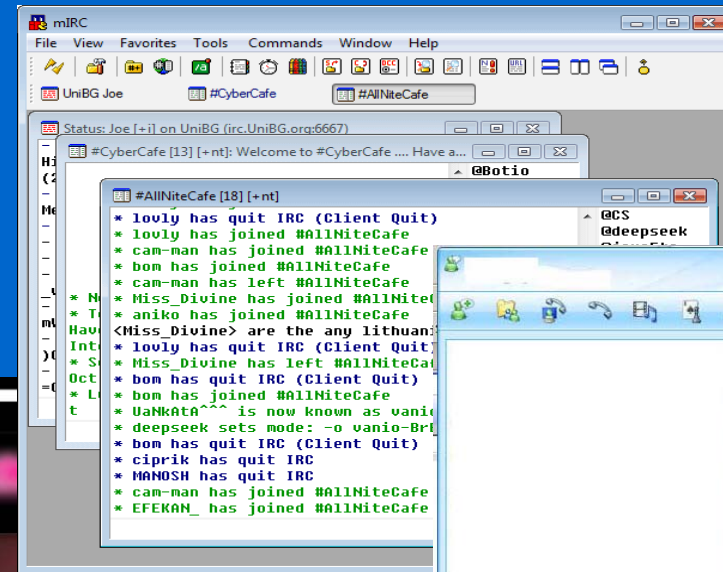 mIRC
File View Favorites Tools Commands Window Help
UniBG Joe #CyberCafe #AllNiteCafe
Status: Joe [+i] on UniBG (irc.UniBG.org:6667)
#CyberCafe [13] [+nt]: Welcome to #CyberCafe .... Have a...
@Botio
#AllNiteCafe [18] [+nt]
* lovly has quit IRC (Client Quit)
* lovly has joined #AllNiteCafe
* cam-man has joined #AllNiteCafe
* bom has joined #AllNiteCafe
* cam-man has left #AllNiteCafe
* Miss_Divine has joined #AllNite
* aniko has joined #AllNiteCafe
<Miss_Divine> are the any lithuani
* lovly has quit IRC (Client Quit)
* Miss_Divine has left #AllNiteCaf
* bom has quit IRC (Client Quit)
* bom has joined #AllNiteCafe
* UaNkAtA^^^ is now known as vanio
* deepseek sets mode: -o vanio-Br
* bom has quit IRC (Client Quit)
* ciprik has quit IRC
* MANOSH has quit IRC
* cam-man has joined #AllNiteCafe
* EFEKAN_ has joined #AllNiteCafe
@CS
@deepseek